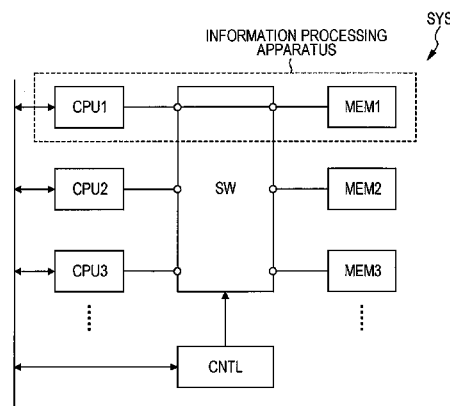 SYS
INFORMATION PROCESSING
APPARATUS
CPU1
MEM1
CPU2
SW
MEM2
CPU3
MEM3
CNTL